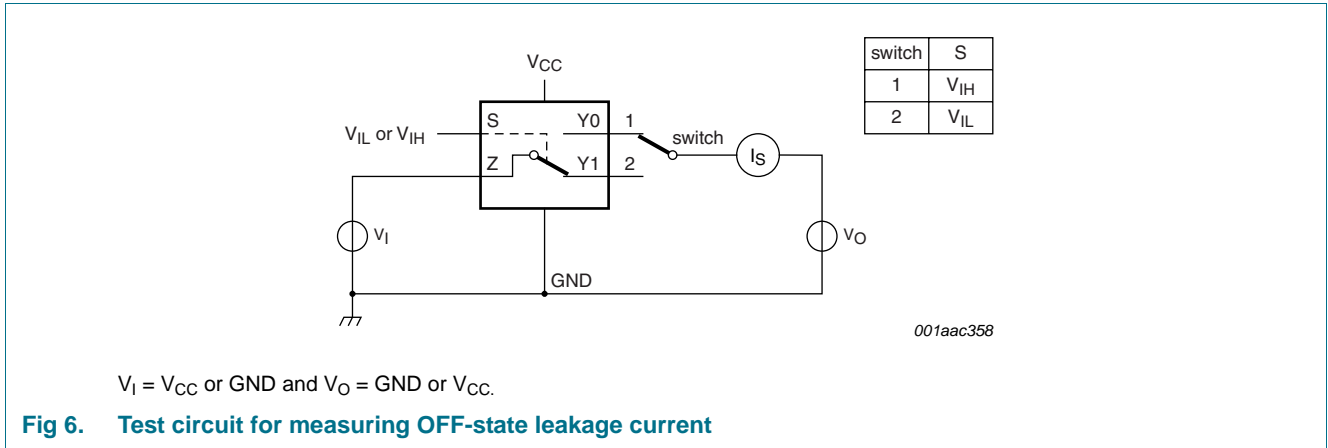 VCC
switch S
1 VIH
2 VIL
VIL or VIH
S Y0 1
switch
IS
Z Y1 2
VI
VO
GND
001aac358
VI = VCC or GND and VO = GND or VCC.
Fig 6. Test circuit for measuring OFF-state leakage current